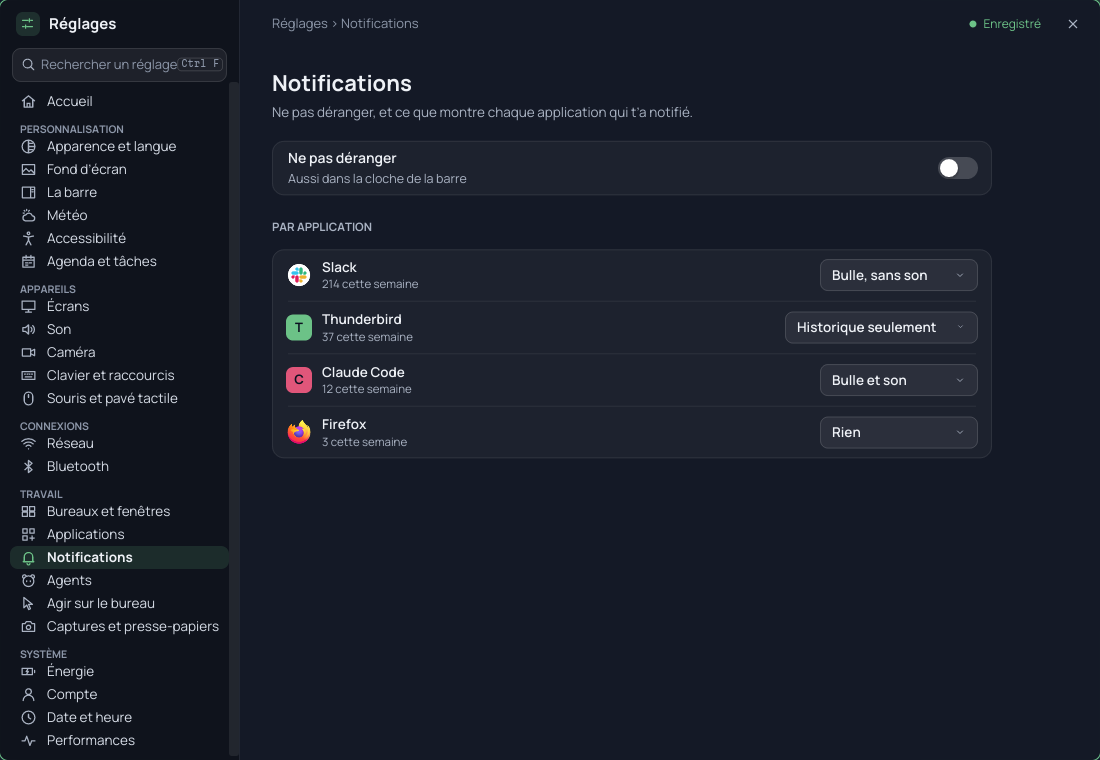 Réglages
Rechercher un réglage Ctrl F
Accueil
PERSONNALISATION
Apparence et langue
Fond d'écran
La barre
Météo
Accessibilité
Agenda et tâches
APPAREILS
Écrans
Son
Caméra
Clavier et raccourcis
Souris et pavé tactile
CONNEXIONS
Réseau
Bluetooth
TRAVAIL
Bureaux et fenêtres
Applications
Notifications
Agents
Agir sur le bureau
Captures et presse-papiers
SYSTÈME
Énergie
Compte
Date et heure
Performances
Réglages › Notifications
Enregistré
Notifications
Ne pas déranger, et ce que montre chaque application qui t'a notifié.
Ne pas déranger
Aussi dans la cloche de la barre
PAR APPLICATION
Slack
214 cette semaine
Bulle, sans son
T
Thunderbird
37 cette semaine
Historique seulement
C
Claude Code
12 cette semaine
Bulle et son
Firefox
3 cette semaine
Rien